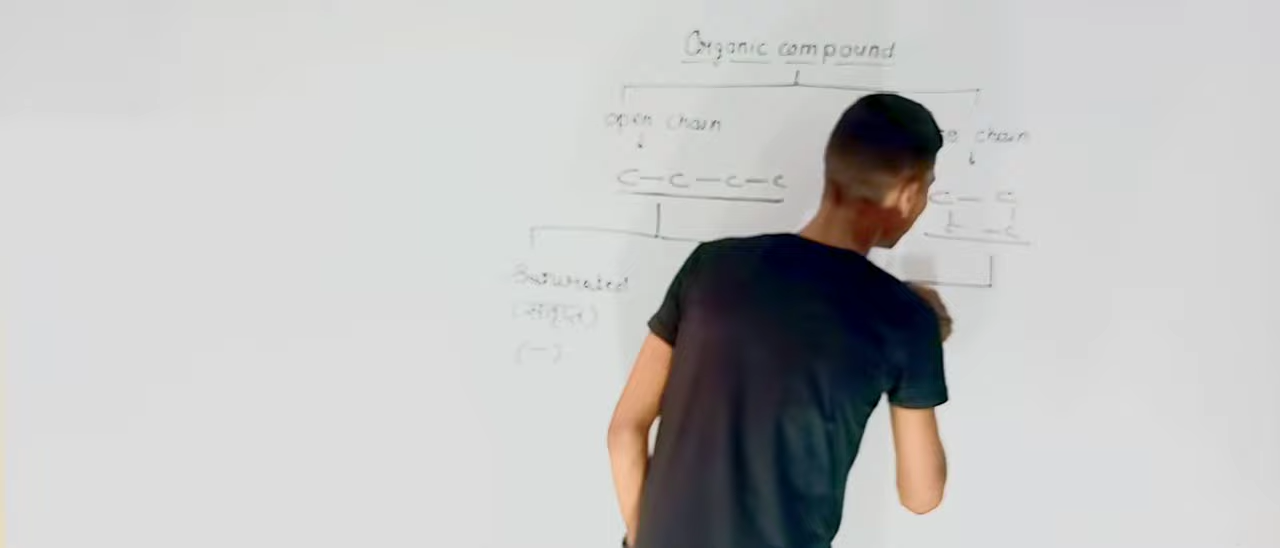 Organic compound
open chain
chain
C—C—C—C
C—C
C—C
Saturated
(संतृप्त)
(—)